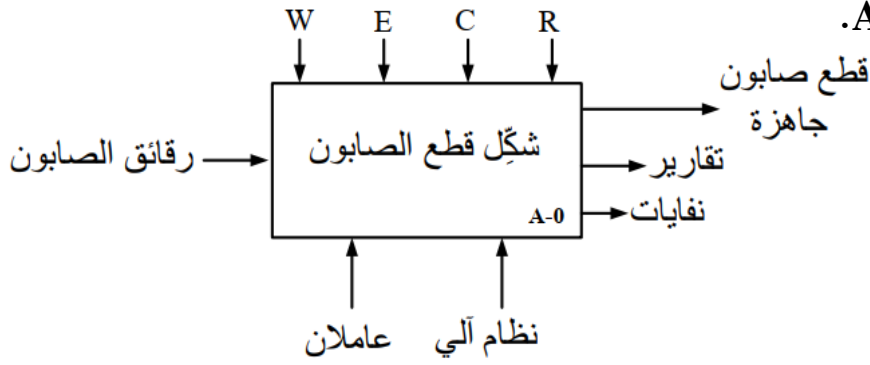 .A
W E C R
قطع صابون
جاهزة
شكِّل قطع الصابون
رقائق الصابون
تقارير
نفايات
A-0
نظام آلي
عاملان